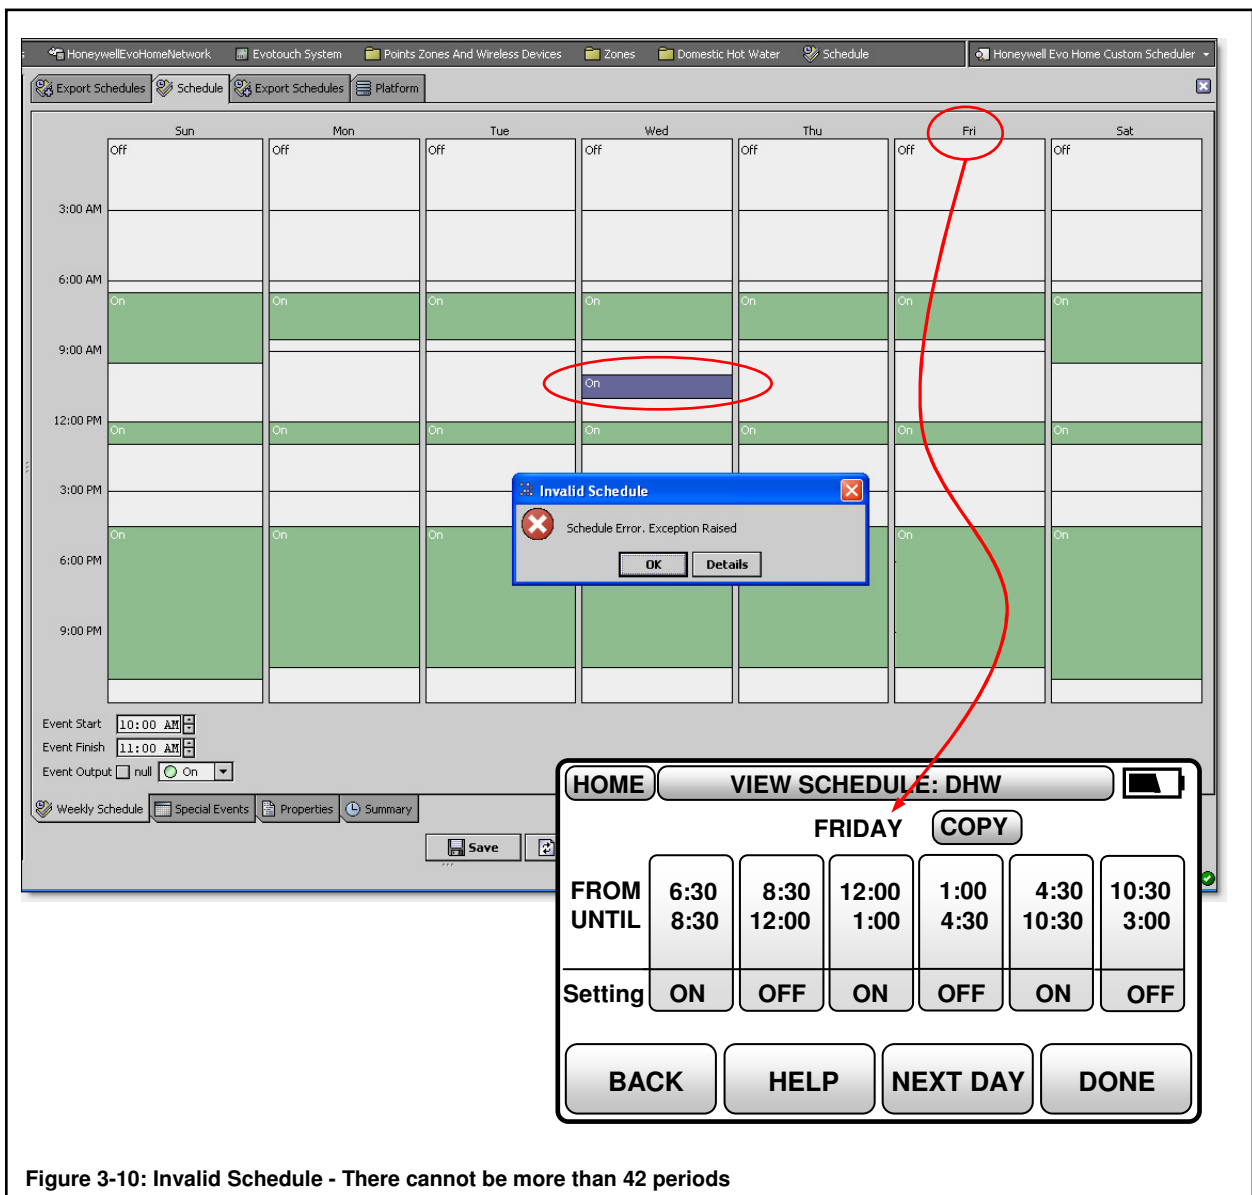 HoneywellEvoHomeNetwork Evotouch System Points Zones And Wireless Devices Zones Domestic Hot Water Schedule Honeywell Evo Home Custom Scheduler
Export Schedules Schedule Export Schedules Platform
Sun Mon Tue Wed Thu Fri Sat
Off Off Off Off Off Off Off
3:00 AM
6:00 AM
On On On On On On On
9:00 AM
On
12:00 PM
On On On On On On On
3:00 PM
Invalid Schedule
Schedule Error. Exception Raised
On On On On On
OK Details
6:00 PM
9:00 PM
Event Start 10:00 AM
Event Finish 11:00 AM
Event Output null On
Weekly Schedule Special Events Properties Summary
Save
HOME VIEW SCHEDULE: DHW
FRIDAY COPY
FROM 6:30 8:30 12:00 1:00 4:30 10:30
UNTIL 8:30 12:00 1:00 4:30 10:30 3:00
Setting ON OFF ON OFF ON OFF
BACK HELP NEXT DAY DONE
Figure 3-10: Invalid Schedule - There cannot be more than 42 periods